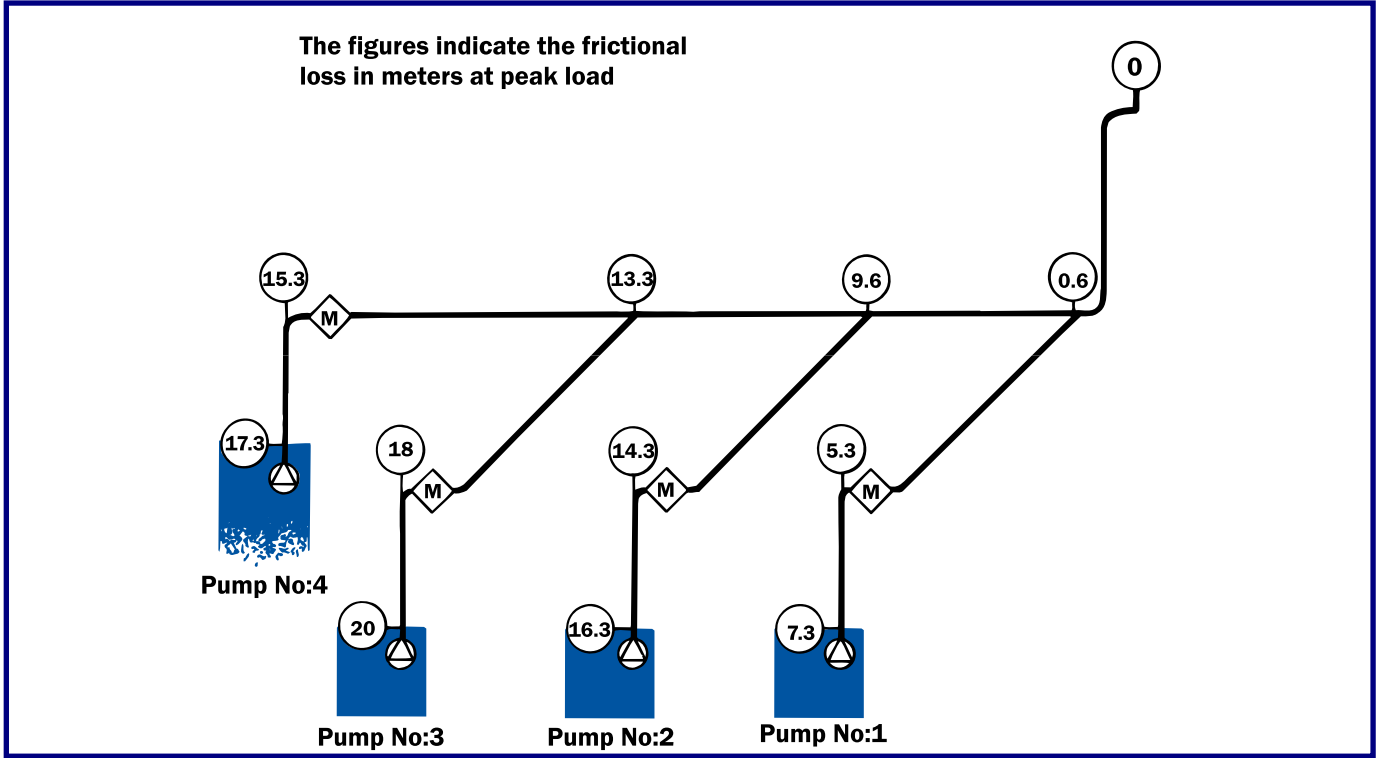 The figures indicate the frictional
loss in meters at peak load
0
15.3
13.3
9.6
0.6
M
17.3
18
14.3
5.3
M
M
M
Pump No:4
20
16.3
7.3
Pump No:3
Pump No:2
Pump No:1